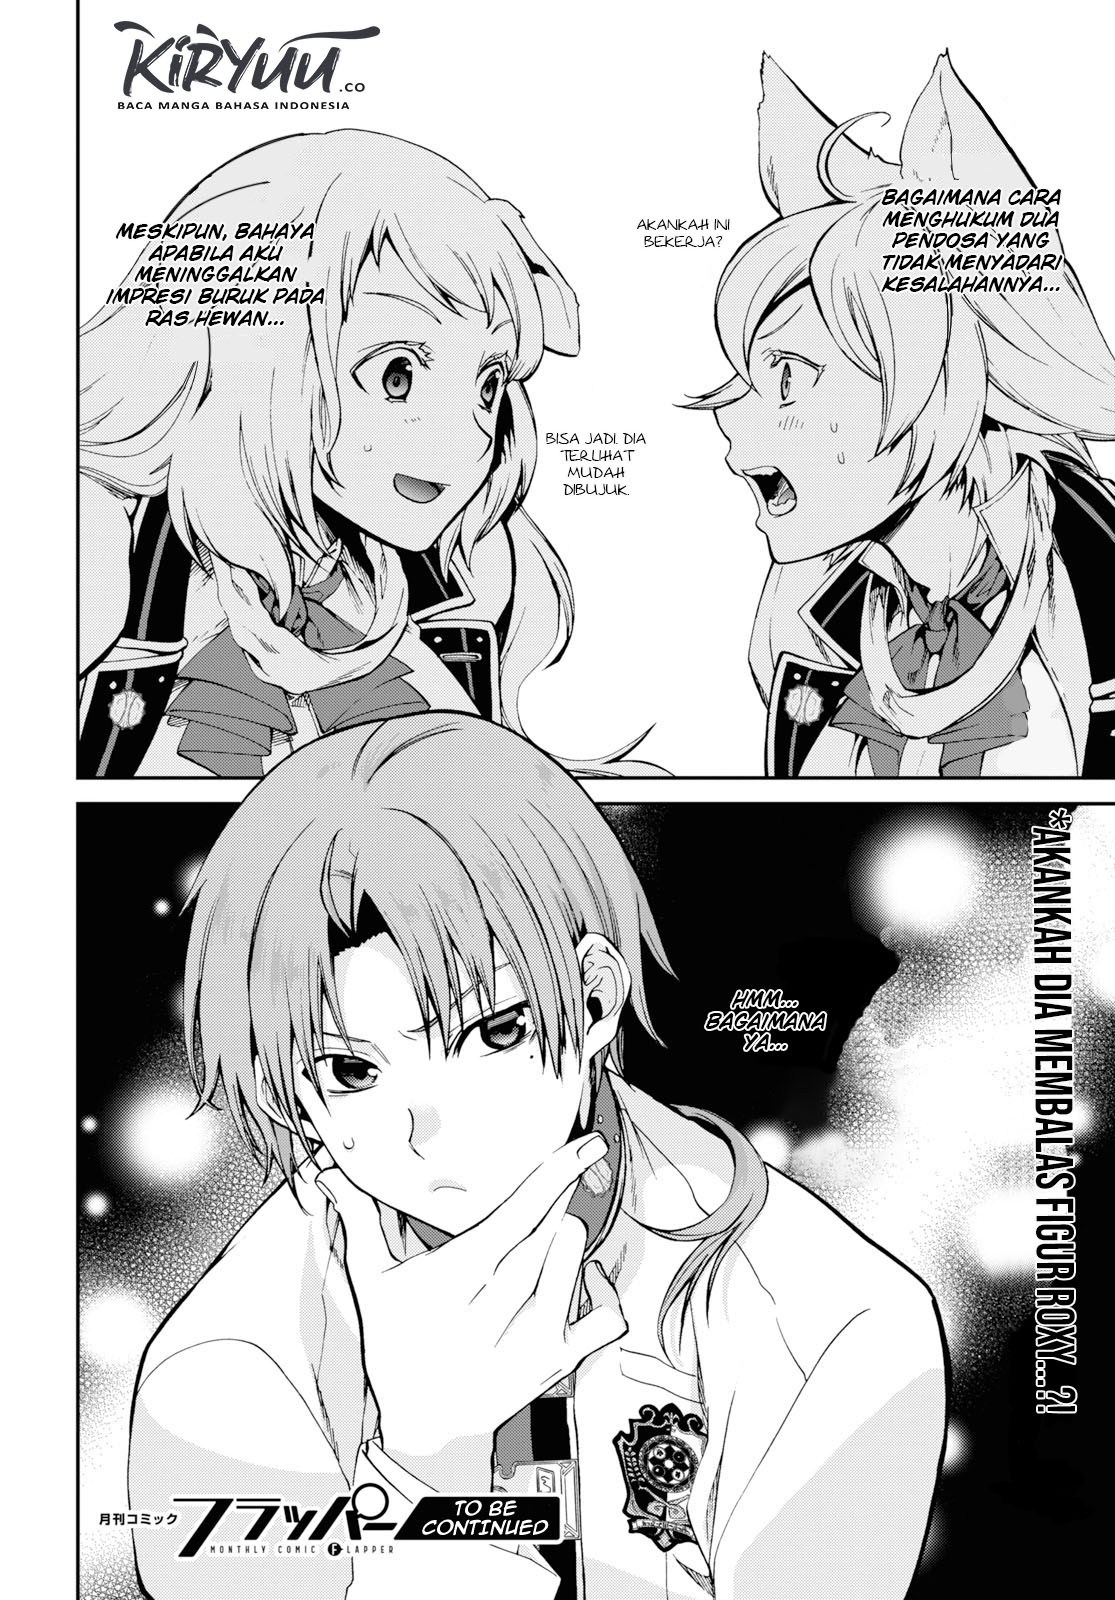 KIRYUU.CO
BACA MANGA BAHASA INDONESIA
BAGAIMANA CARA
MENGHUKUM DUA
PENDOSA YANG
TIDAK MENYADARI
KESALAHANNYA...
AKANKAH INI
BEKERJA?
MESKIPUN, BAHAYA
APABILA AKU
MENINGGALKAN
IMPRESI BURUK PADA
RAS HEWAN...
BISA JADI. DIA
TERLIHAT
MUDAH
DIBUJUK.
*AKANKAH DIA MEMBALAS FIGUR ROXY...?!
HMM...
BAGAIMANA
YA...
月刊コミック
フラッパー
MONTHLY COMIC FLAPPER
TO BE
CONTINUED